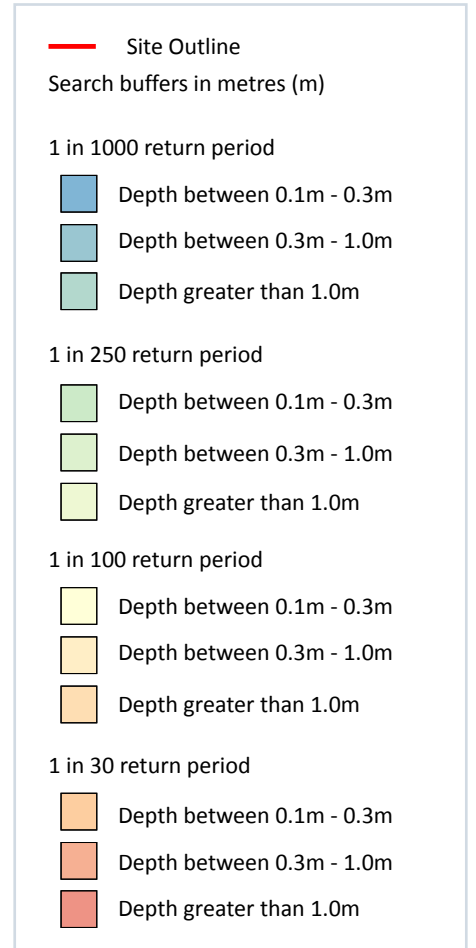 Site Outline
Search buffers in metres (m)
1 in 1000 return period
Depth between 0.1m - 0.3m
Depth between 0.3m - 1.0m
Depth greater than 1.0m
1 in 250 return period
Depth between 0.1m - 0.3m
Depth between 0.3m - 1.0m
Depth greater than 1.0m
1 in 100 return period
Depth between 0.1m - 0.3m
Depth between 0.3m - 1.0m
Depth greater than 1.0m
1 in 30 return period
Depth between 0.1m - 0.3m
Depth between 0.3m - 1.0m
Depth greater than 1.0m